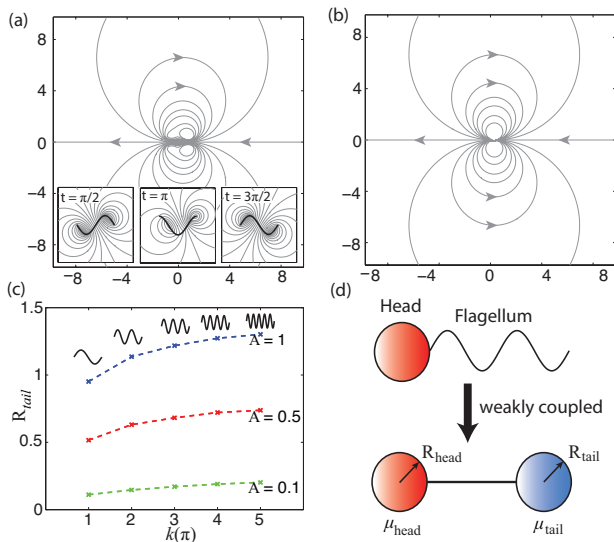 (a)
8
4
0
−4
−8
t = π/2
t = π
t = 3π/2
−8 −4 0 4 8
(b)
8
4
0
−4
−8
−8 −4 0 4 8
(c)
1.5
1
0.5
0
R_tail
A = 1
A = 0.5
A = 0.1
1 2 3 4 5
k(π)
(d)
Head
Flagellum
weakly coupled
R_head
R_tail
μ_head
μ_tail